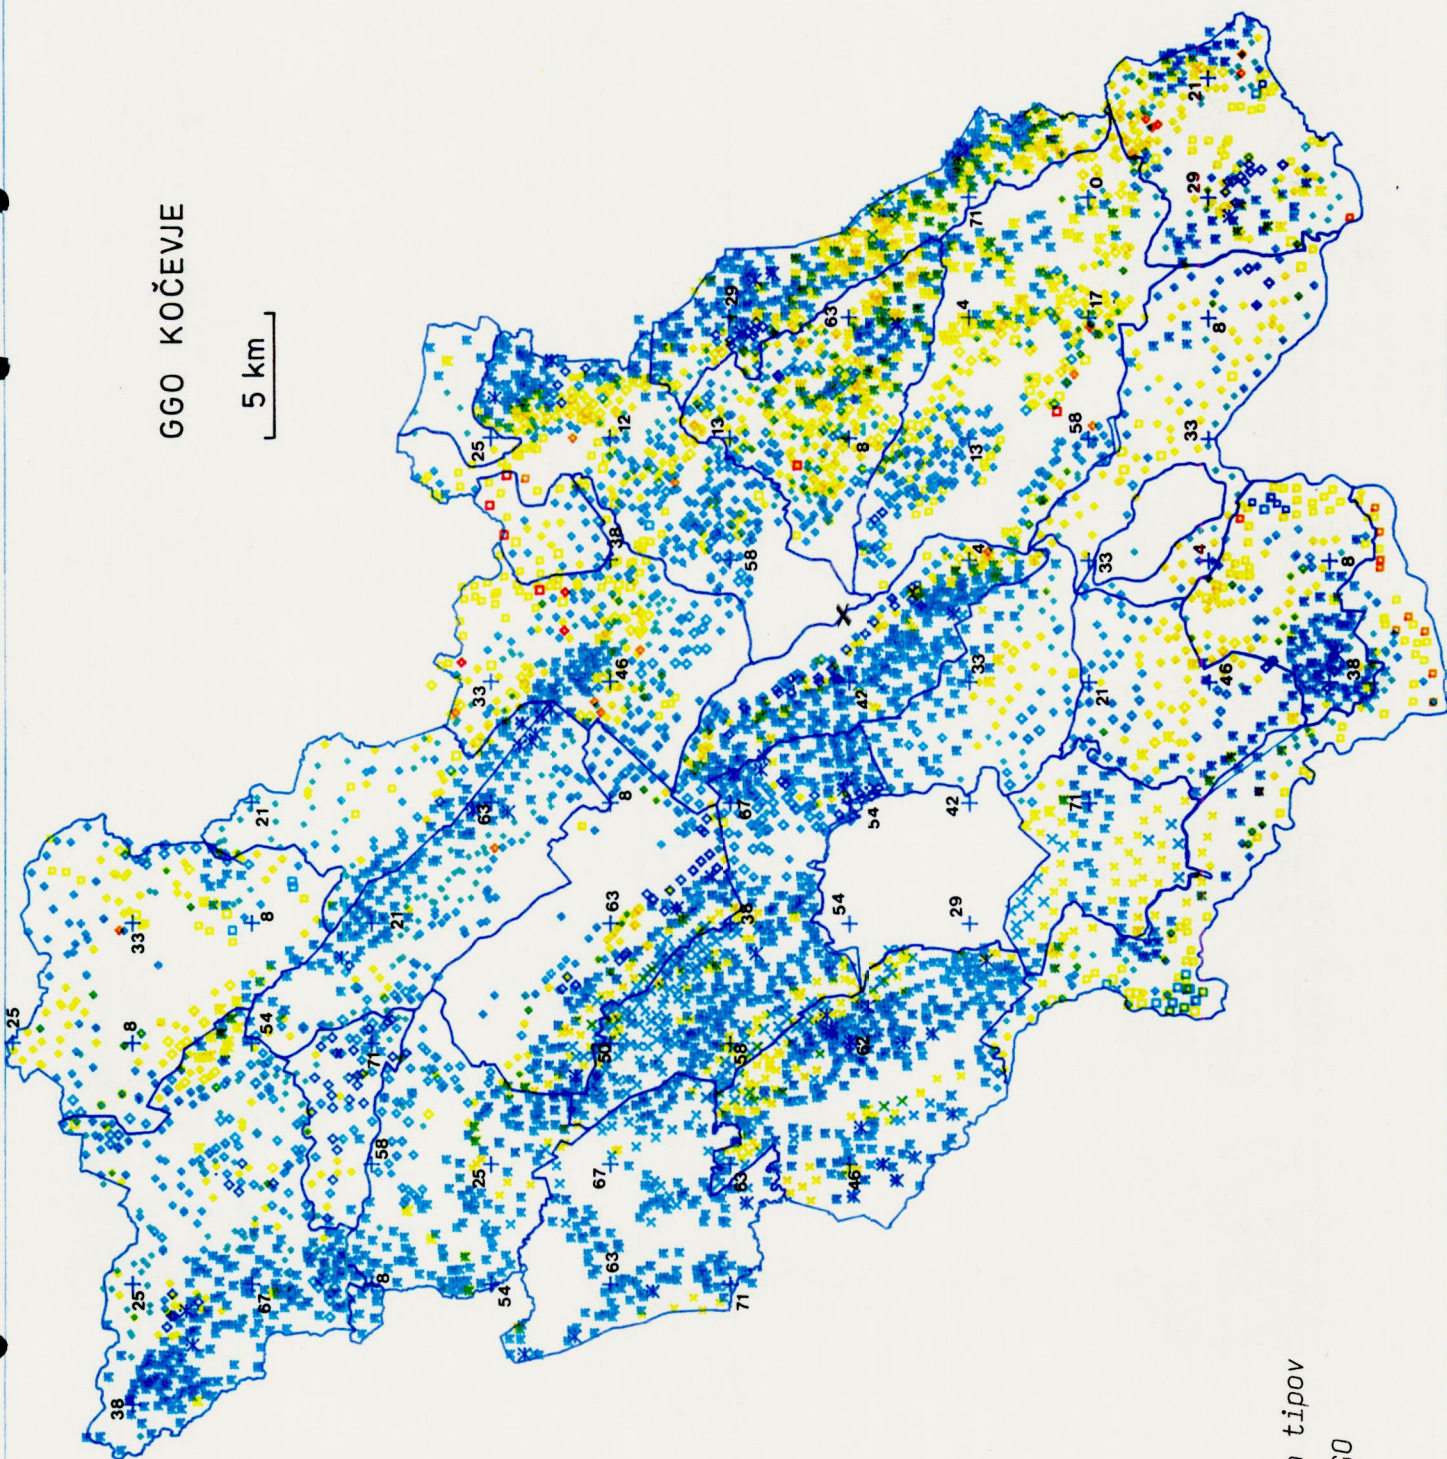 GGO KOČEVJE
5 km
25
38 25 8 33
67 54 8 21
8 58 71 21
54 25 63 33 25
63 67 50 63 8 46 38 12
71 63 58 38 67 58 13 29
46 62 54 54 42 X 8 63
29 42 33 4 13 4 71
71 21 33 58 17 0
46 4 33 8 29 21
38 8
tipov